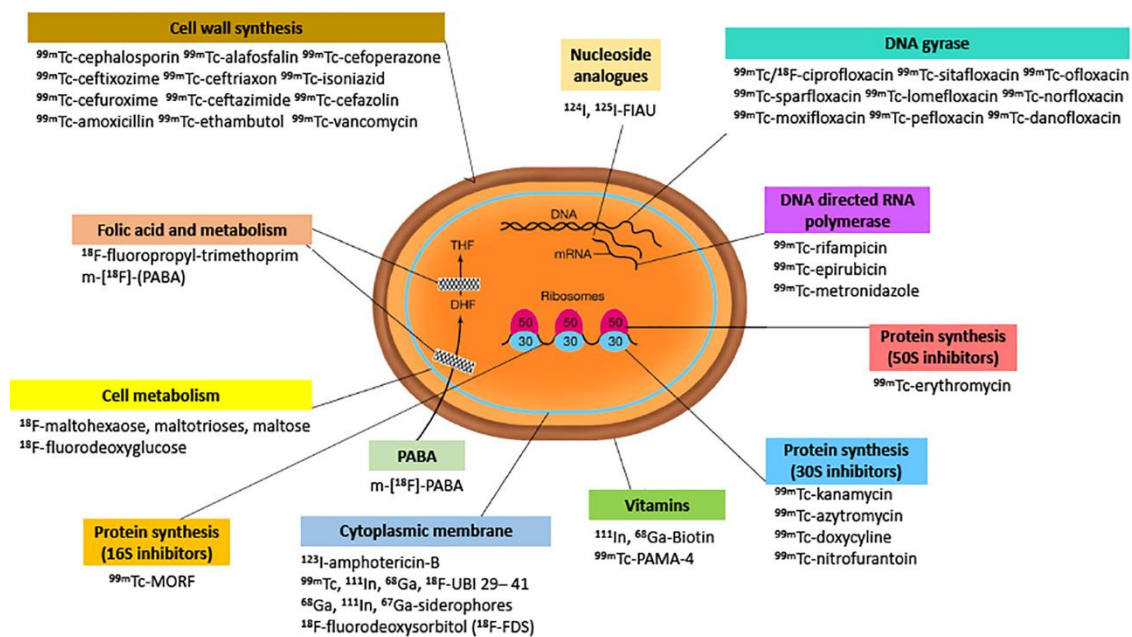 Cell wall synthesis
⁹⁹ᵐTc-cephalosporin ⁹⁹ᵐTc-alafosfalin ⁹⁹ᵐTc-cefoperazone
⁹⁹ᵐTc-ceftixozime ⁹⁹ᵐTc-ceftriaxon ⁹⁹ᵐTc-isoniazid
⁹⁹ᵐTc-cefuroxime ⁹⁹ᵐTc-ceftazimide ⁹⁹ᵐTc-cefazolin
⁹⁹ᵐTc-amoxicillin ⁹⁹ᵐTc-ethambutol ⁹⁹ᵐTc-vancomycin
Nucleoside
analogues
¹²⁴I, ¹²⁵I-FIAU
DNA gyrase
⁹⁹ᵐTc/¹⁸F-ciprofloxacin ⁹⁹ᵐTc-sitafloxacin ⁹⁹ᵐTc-ofloxacin
⁹⁹ᵐTc-sparfloxacin ⁹⁹ᵐTc-lomefloxacin ⁹⁹ᵐTc-norfloxacin
⁹⁹ᵐTc-moxifloxacin ⁹⁹ᵐTc-pefloxacin ⁹⁹ᵐTc-danofloxacin
Folic acid and metabolism
¹⁸F-fluoropropyl-trimethoprim
m-[¹⁸F]-(PABA)
DNA
mRNA
THF
DHF
Ribosomes
50 50 50
30 30 30
DNA directed RNA
polymerase
⁹⁹ᵐTc-rifampicin
⁹⁹ᵐTc-epirubicin
⁹⁹ᵐTc-metronidazole
Protein synthesis
(50S inhibitors)
⁹⁹ᵐTc-erythromycin
Cell metabolism
¹⁸F-maltohexaose, maltotrioses, maltose
¹⁸F-fluorodeoxyglucose
PABA
m-[¹⁸F]-PABA
Protein synthesis
(30S inhibitors)
⁹⁹ᵐTc-kanamycin
⁹⁹ᵐTc-azytromycin
⁹⁹ᵐTc-doxycyline
⁹⁹ᵐTc-nitrofurantoin
Protein synthesis
(16S inhibitors)
⁹⁹ᵐTc-MORF
Cytoplasmic membrane
¹²³I-amphotericin-B
⁹⁹ᵐTc, ¹¹¹In, ⁶⁸Ga, ¹⁸F-UBI 29– 41
⁶⁸Ga, ¹¹¹In, ⁶⁷Ga-siderophores
¹⁸F-fluorodeoxysorbitol (¹⁸F-FDS)
Vitamins
¹¹¹In, ⁶⁸Ga-Biotin
⁹⁹ᵐTc-PAMA-4